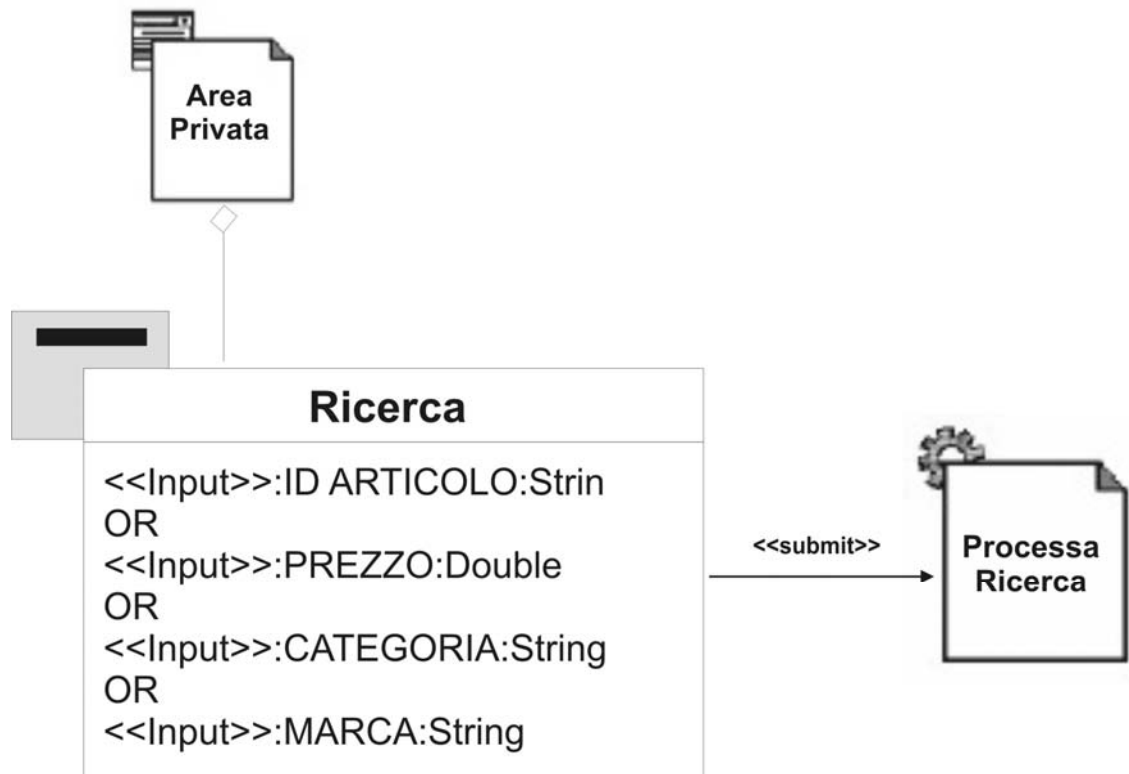 Area
Privata
Ricerca
<<Input>>:ID ARTICOLO:Strin
OR
<<Input>>:PREZZO:Double
OR
<<Input>>:CATEGORIA:String
OR
<<Input>>:MARCA:String
<<submit>>
Processa
Ricerca